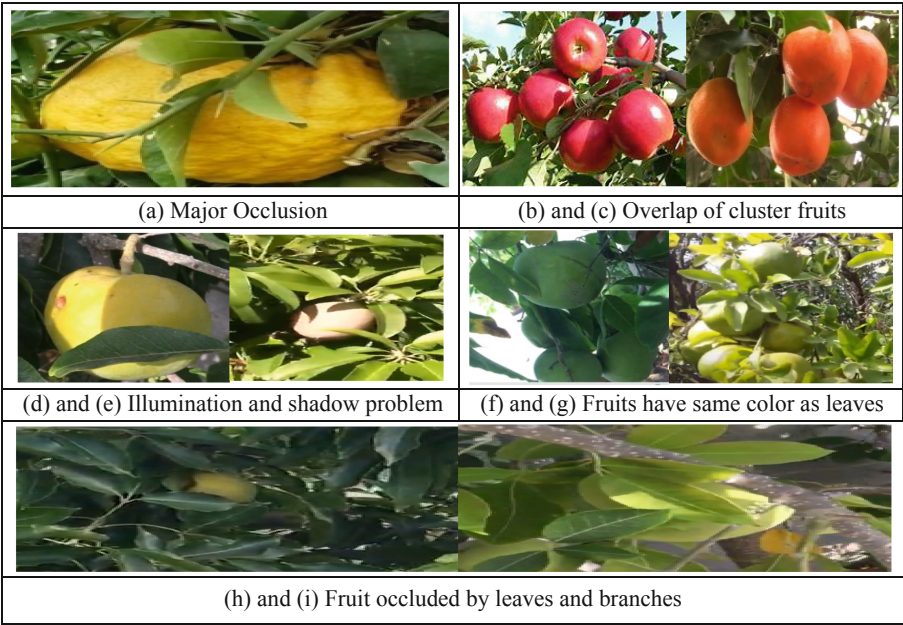 (a) Major Occlusion
(b) and (c) Overlap of cluster fruits
(d) and (e) Illumination and shadow problem
(f) and (g) Fruits have same color as leaves
(h) and (i) Fruit occluded by leaves and branches